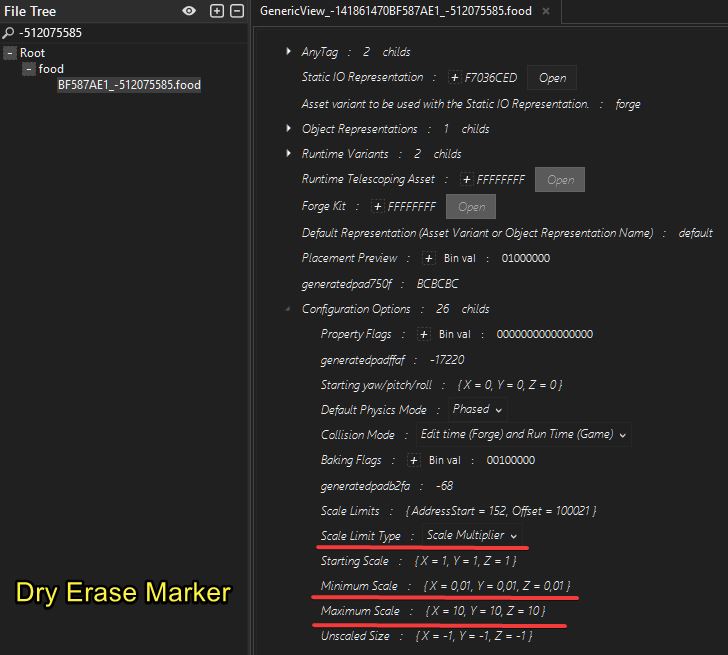 File Tree
-512075585
Root
food
BF587AE1_-512075585.food
Dry Erase Marker
GenericView_-141861470BF587AE1_-512075585.food
AnyTag : 2 childs
Static IO Representation : + F7036CED Open
Asset variant to be used with the Static IO Representation. : forge
Object Representations : 1 childs
Runtime Variants : 2 childs
Runtime Telescoping Asset : + FFFFFFFF Open
Forge Kit : + FFFFFFFF Open
Default Representation (Asset Variant or Object Representation Name) : default
Placement Preview : + Bin val : 01000000
generatedpad750f : BCBCBC
Configuration Options : 26 childs
Property Flags : + Bin val : 0000000000000000
generatedpadffaf : -17220
Starting yaw/pitch/roll : { X = 0, Y = 0, Z = 0 }
Default Physics Mode : Phased
Collision Mode : Edit time (Forge) and Run Time (Game)
Baking Flags : + Bin val : 00100000
generatedpadb2fa : -68
Scale Limits : { AddressStart = 152, Offset = 100021 }
Scale Limit Type : Scale Multiplier
Starting Scale : { X = 1, Y = 1, Z = 1 }
Minimum Scale : { X = 0,01, Y = 0,01, Z = 0,01 }
Maximum Scale : { X = 10, Y = 10, Z = 10 }
Unscaled Size : { X = -1, Y = -1, Z = -1 }